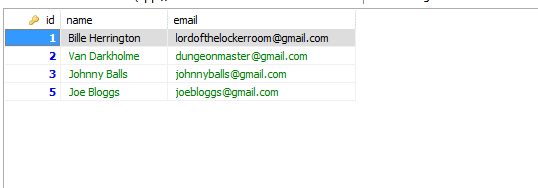 id name email
1 Bille Herrington lordofthelockerroom@gmail.com
2 Van Darkholme dungeonmaster@gmail.com
3 Johnny Balls johnnyballs@gmail.com
5 Joe Bloggs joebloggs@gmail.com